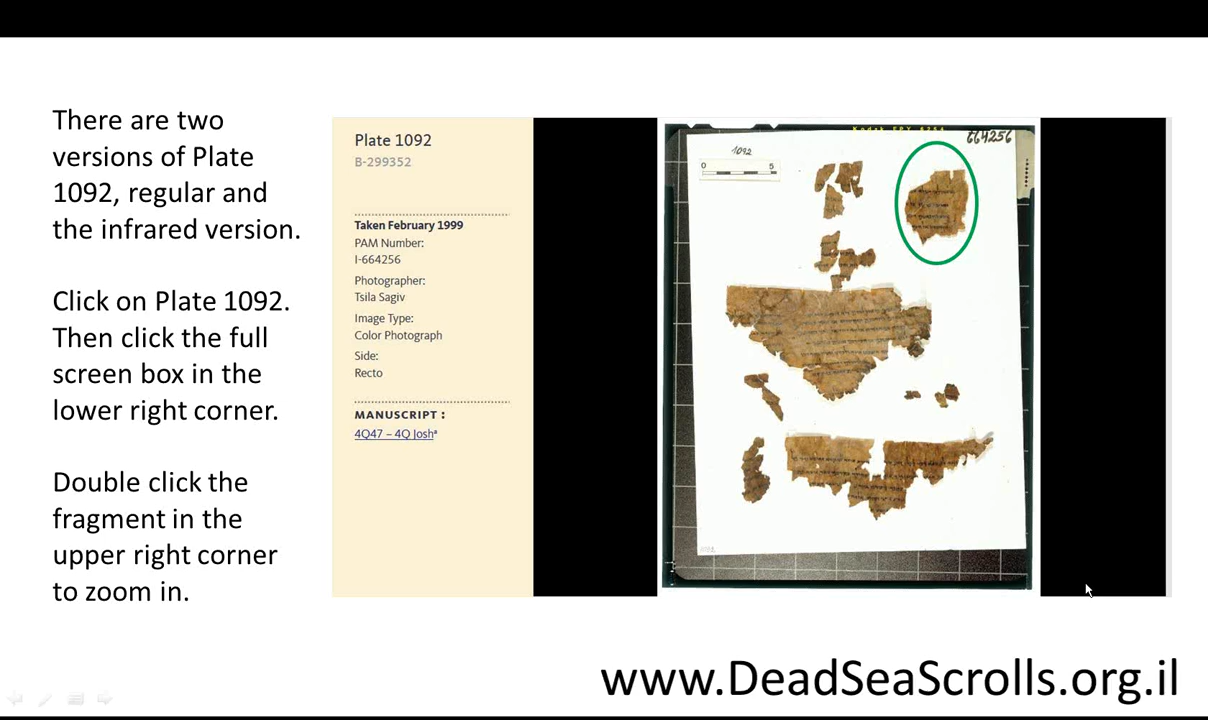 There are two
versions of Plate
1092, regular and
the infrared version.
Click on Plate 1092.
Then click the full
screen box in the
lower right corner.
Double click the
fragment in the
upper right corner
to zoom in.
Plate 1092
B-299352
Taken February 1999
PAM Number:
I-664256
Photographer:
Tsila Sagiv
Image Type:
Color Photograph
Side:
Recto
MANUSCRIPT :
4Q47 – 4Q Joshᵃ
Kodak EPY
664256
1092
0 5
www.DeadSeaScrolls.org.il